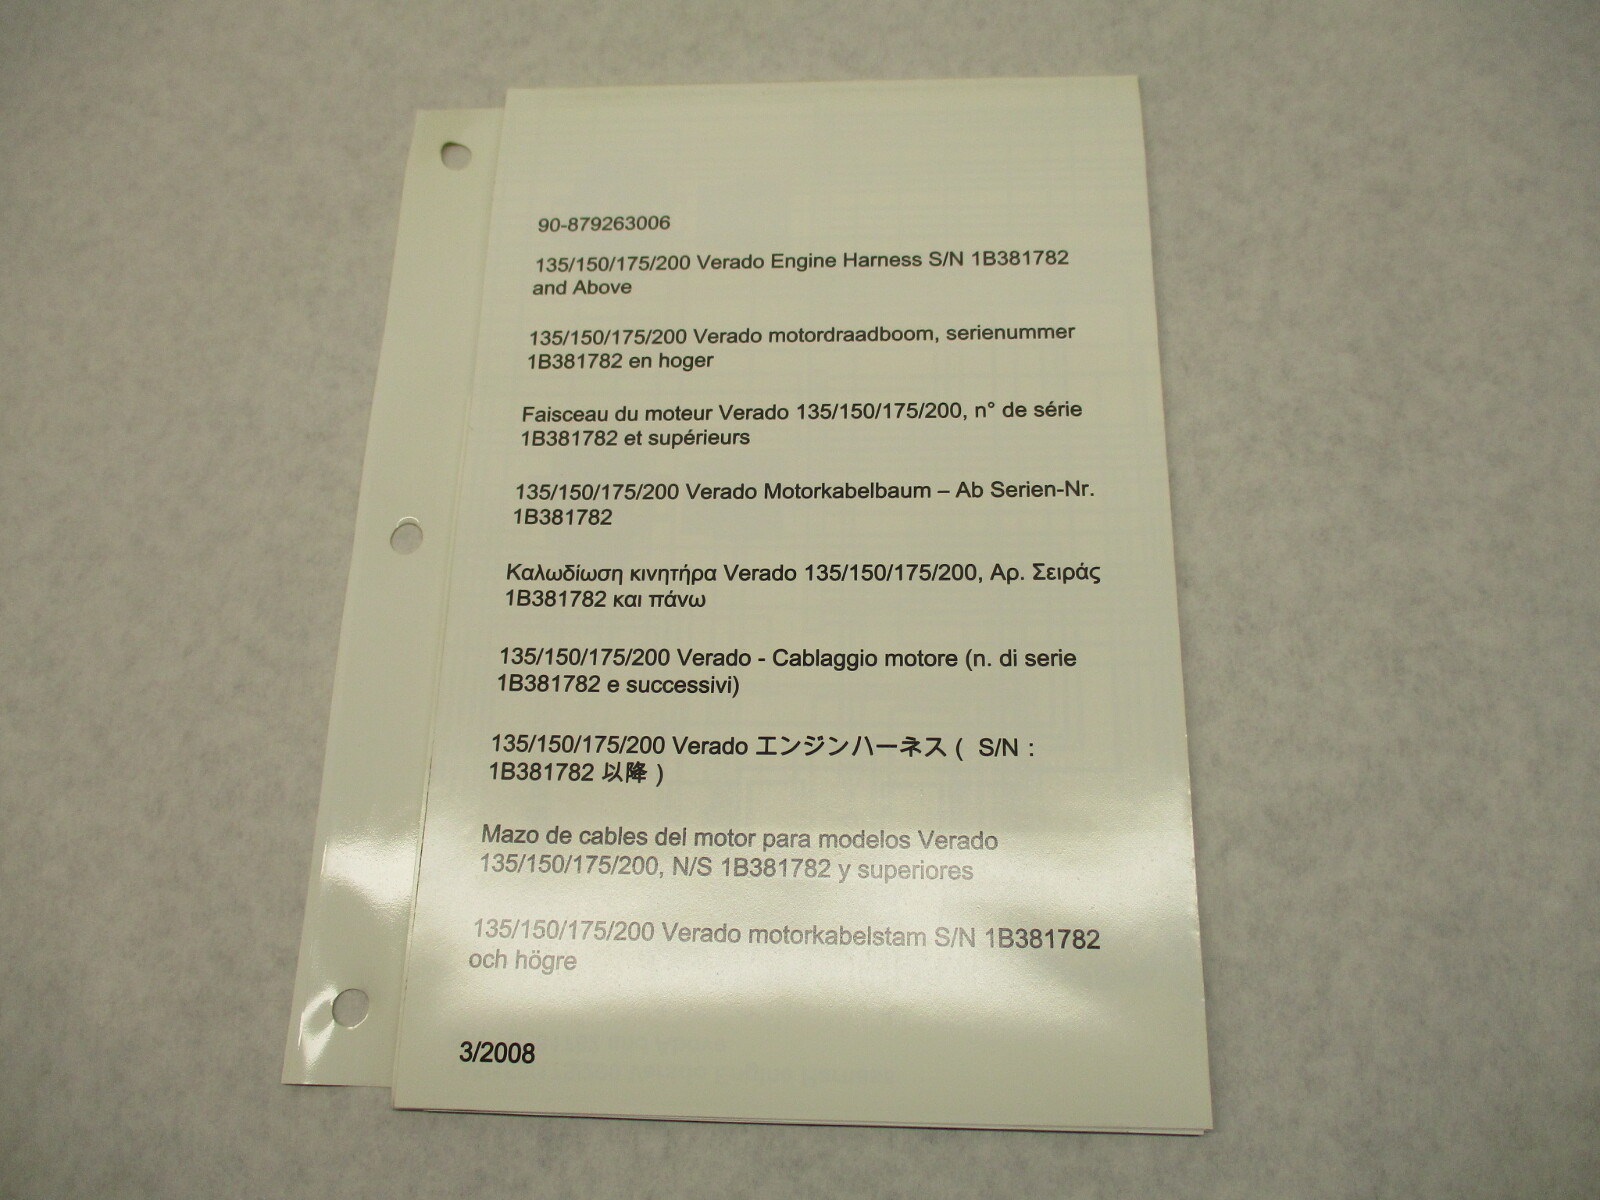 90-879263006
135/150/175/200 Verado Engine Harness S/N 1B381782
and Above
135/150/175/200 Verado motordraadboom, serienummer
1B381782 en hoger
Faisceau du moteur Verado 135/150/175/200, n° de série
1B381782 et supérieurs
135/150/175/200 Verado Motorkabelbaum – Ab Serien-Nr.
1B381782
Καλωδίωση κινητήρα Verado 135/150/175/200, Αρ. Σειράς
1B381782 και πάνω
135/150/175/200 Verado - Cablaggio motore (n. di serie
1B381782 e successivi)
135/150/175/200 Verado エンジンハーネス ( S/N :
1B381782 以降 )
Mazo de cables del motor para modelos Verado
135/150/175/200, N/S 1B381782 y superiores
135/150/175/200 Verado motorkabelstam S/N 1B381782
och högre
3/2008